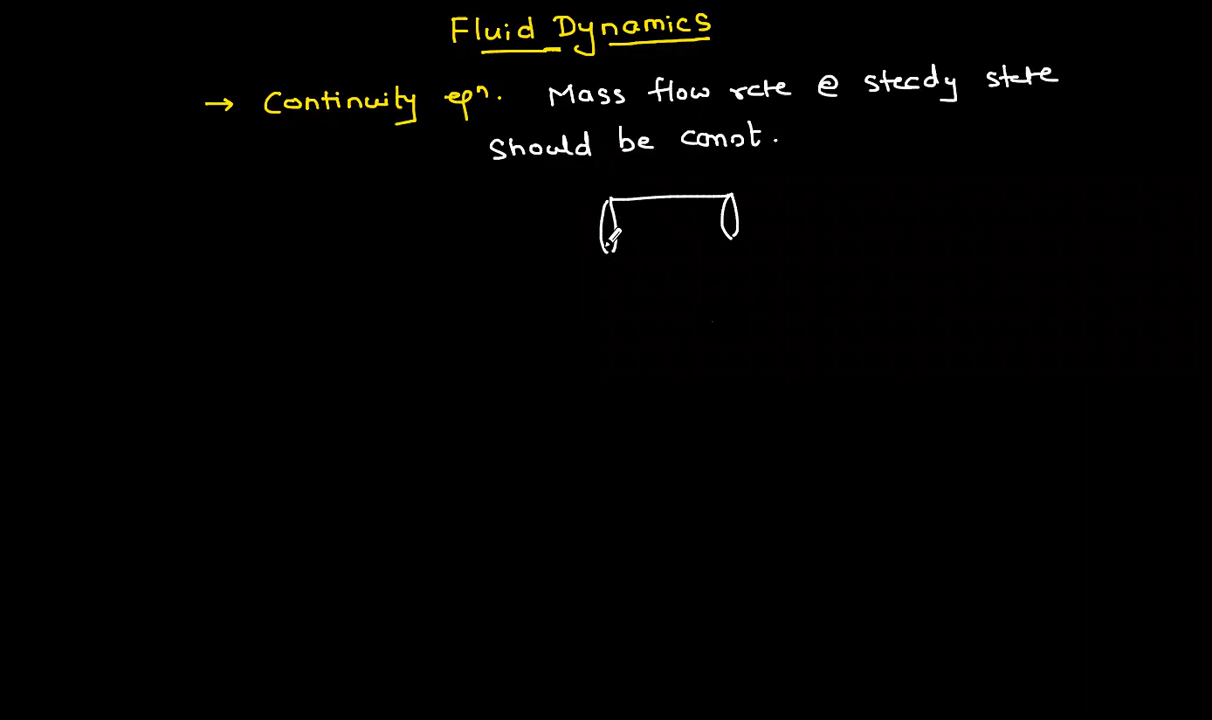 Fluid Dynamics
→ Continuity eqⁿ. Mass flow rate @ steady state
should be const.